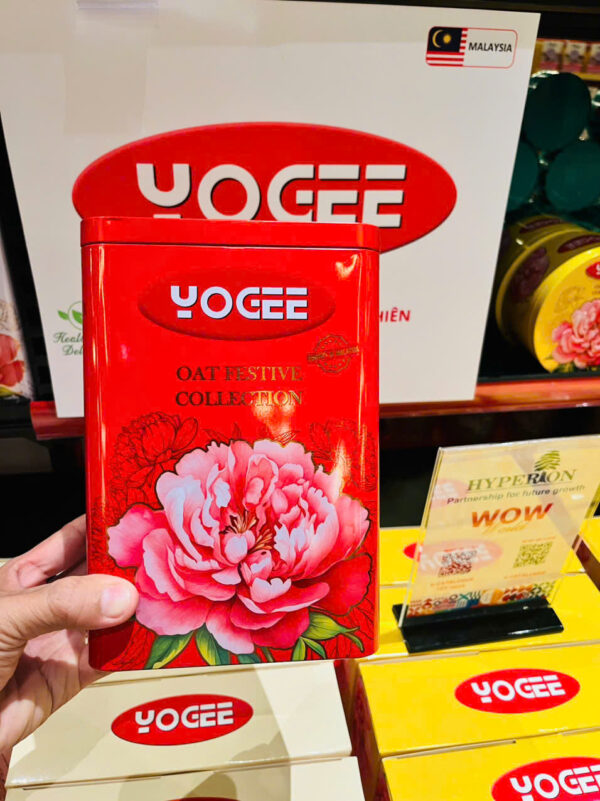 MALAYSIA
YOGEE
HIÊN
YOGEE
OAT FESTIVE
COLLECTION
HYPERION
Partnership for future growth
WOW
YOGEE
YOGEE
YOGEE